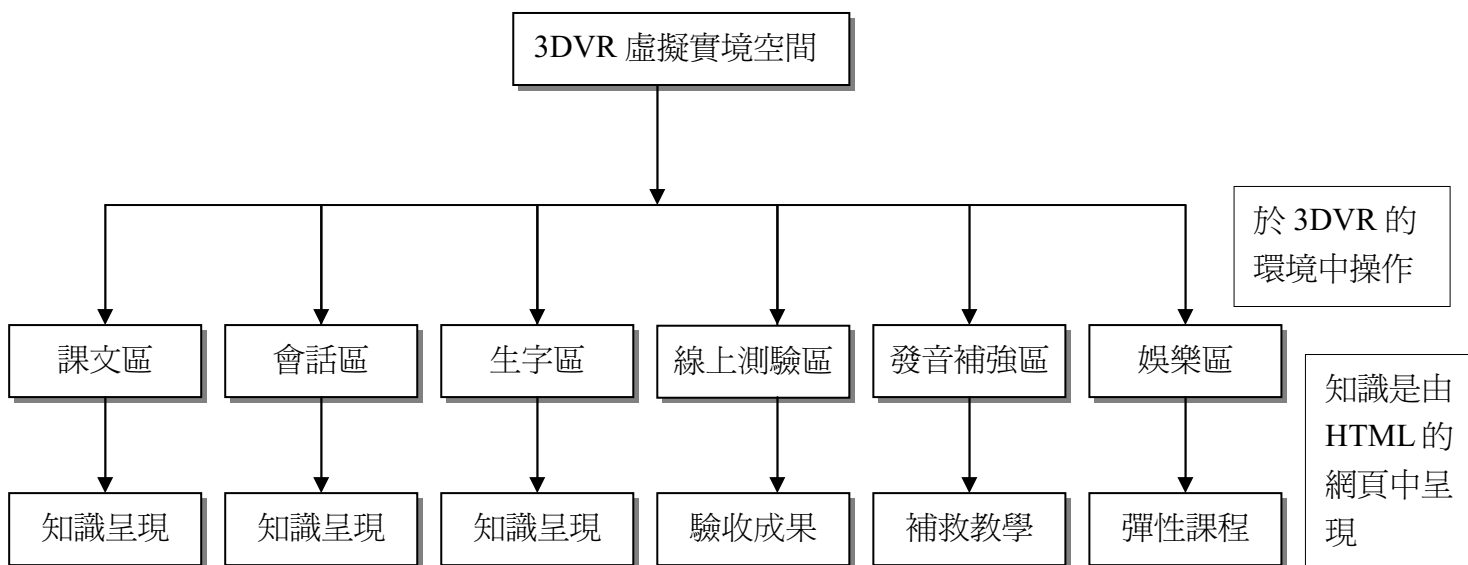 3DVR 虛擬實境空間
於 3DVR 的
環境中操作
課文區
會話區
生字區
線上測驗區
發音補強區
娛樂區
知識是由
HTML 的
網頁中呈
現
知識呈現
知識呈現
知識呈現
驗收成果
補救教學
彈性課程